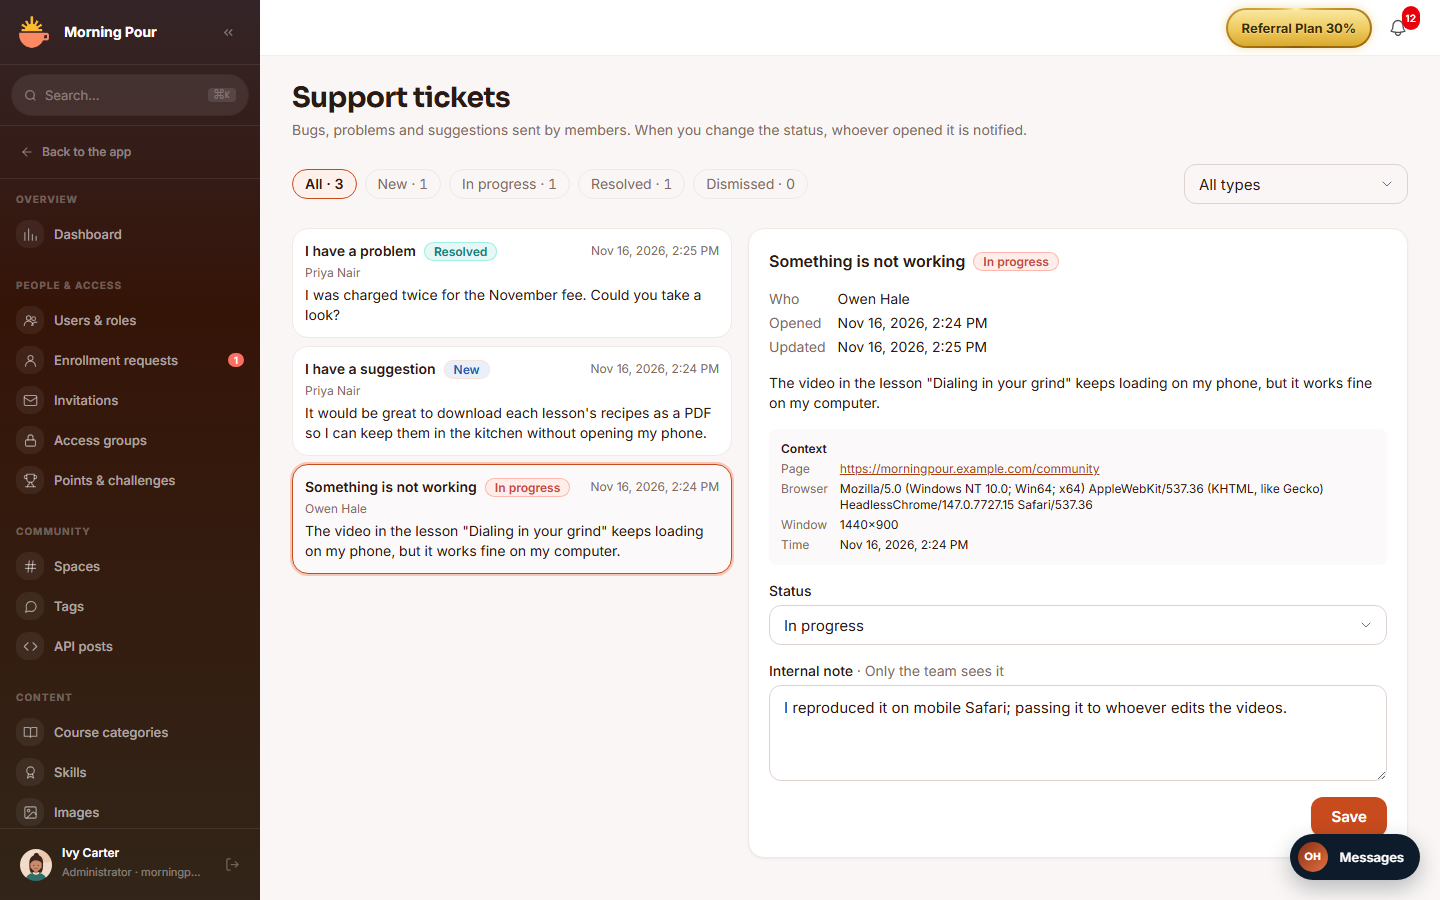 Morning Pour
Search...
⌘K
Back to the app
OVERVIEW
Dashboard
PEOPLE & ACCESS
Users & roles
Enrollment requests
1
Invitations
Access groups
Points & challenges
COMMUNITY
Spaces
Tags
API posts
CONTENT
Course categories
Skills
Images
Ivy Carter
Administrator · morningp...
Referral Plan 30%
12
Support tickets
Bugs, problems and suggestions sent by members. When you change the status, whoever opened it is notified.
All · 3
New · 1
In progress · 1
Resolved · 1
Dismissed · 0
All types
I have a problem
Resolved
Nov 16, 2026, 2:25 PM
Priya Nair
I was charged twice for the November fee. Could you take a
look?
I have a suggestion
New
Nov 16, 2026, 2:24 PM
Priya Nair
It would be great to download each lesson's recipes as a PDF
so I can keep them in the kitchen without opening my phone.
Something is not working
In progress
Nov 16, 2026, 2:24 PM
Owen Hale
The video in the lesson "Dialing in your grind" keeps loading
on my phone, but it works fine on my computer.
Something is not working
In progress
Who Owen Hale
Opened Nov 16, 2026, 2:24 PM
Updated Nov 16, 2026, 2:25 PM
The video in the lesson "Dialing in your grind" keeps loading on my phone, but it works fine
on my computer.
Context
Page https://morningpour.example.com/community
Browser Mozilla/5.0 (Windows NT 10.0; Win64; x64) AppleWebKit/537.36 (KHTML, like Gecko)
HeadlessChrome/147.0.7727.15 Safari/537.36
Window 1440×900
Time Nov 16, 2026, 2:24 PM
Status
In progress
Internal note · Only the team sees it
I reproduced it on mobile Safari; passing it to whoever edits the videos.
Save
OH
Messages